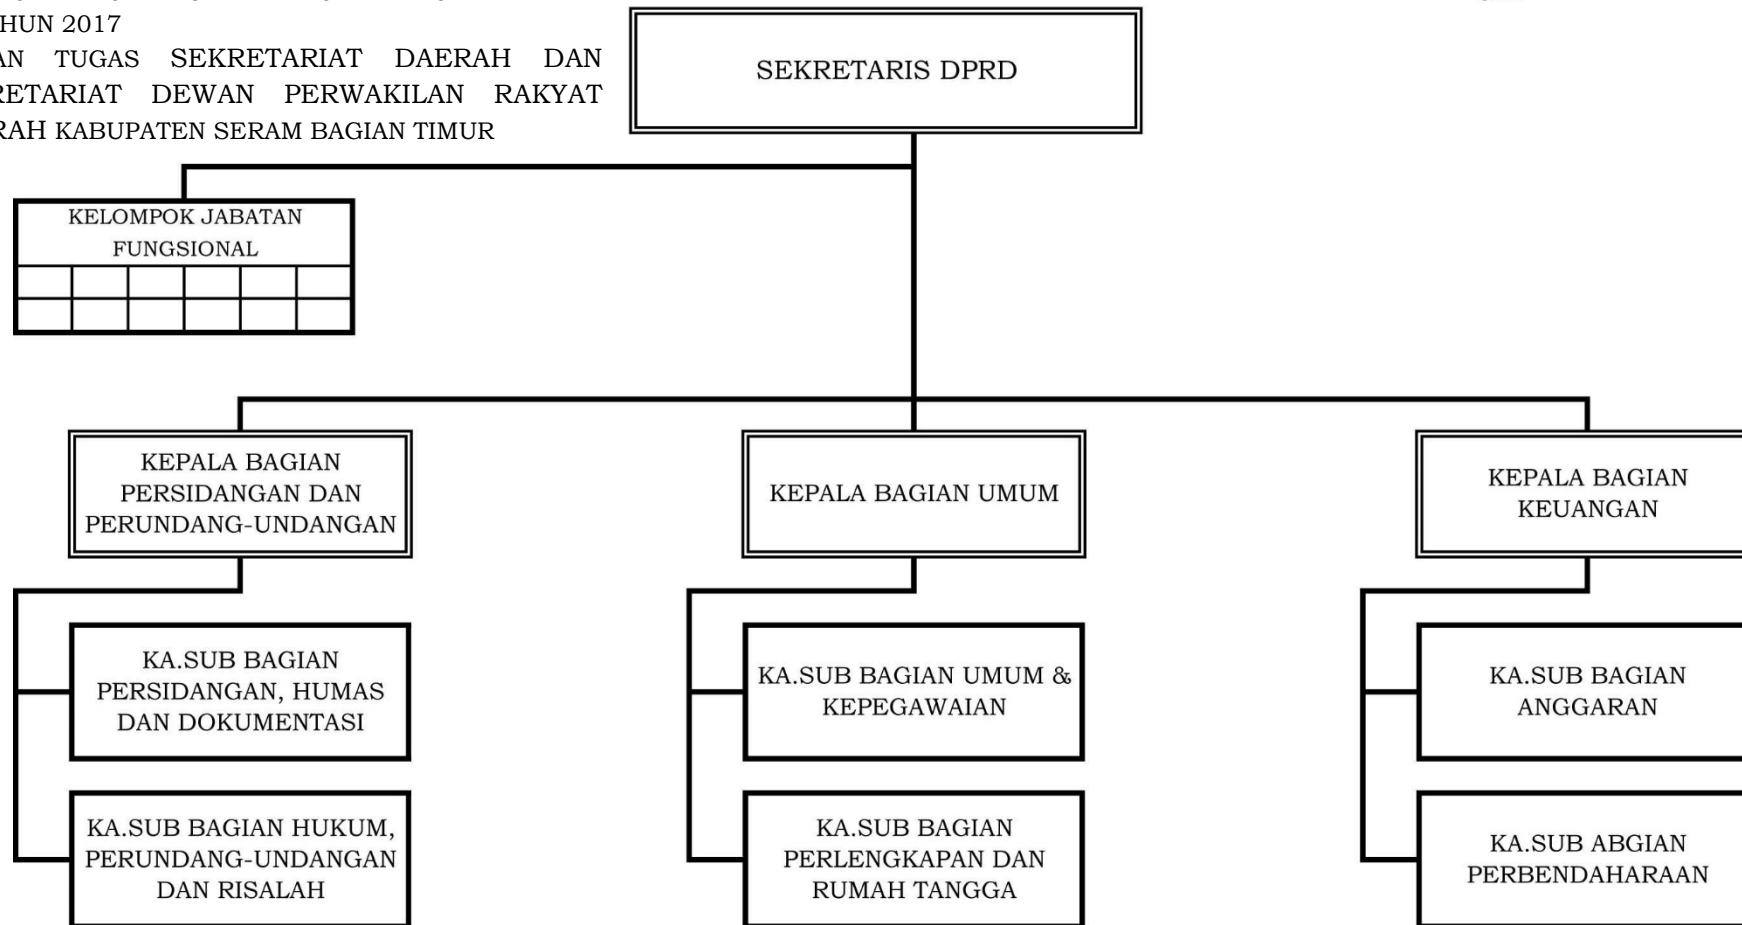 HUN 2017
AN TUGAS SEKRETARIAT DAERAH DAN
RETARIAT DEWAN PERWAKILAN RAKYAT
RAH KABUPATEN SERAM BAGIAN TIMUR
SEKRETARIS DPRD
KELOMPOK JABATAN
FUNGSIONAL
KEPALA BAGIAN
PERSIDANGAN DAN
PERUNDANG-UNDANGAN
KEPALA BAGIAN UMUM
KEPALA BAGIAN
KEUANGAN
KA.SUB BAGIAN
PERSIDANGAN, HUMAS
DAN DOKUMENTASI
KA.SUB BAGIAN UMUM &
KEPEGAWAIAN
KA.SUB BAGIAN
ANGGARAN
KA.SUB BAGIAN HUKUM,
PERUNDANG-UNDANGAN
DAN RISALAH
KA.SUB BAGIAN
PERLENGKAPAN DAN
RUMAH TANGGA
KA.SUB ABGIAN
PERBENDAHARAAN